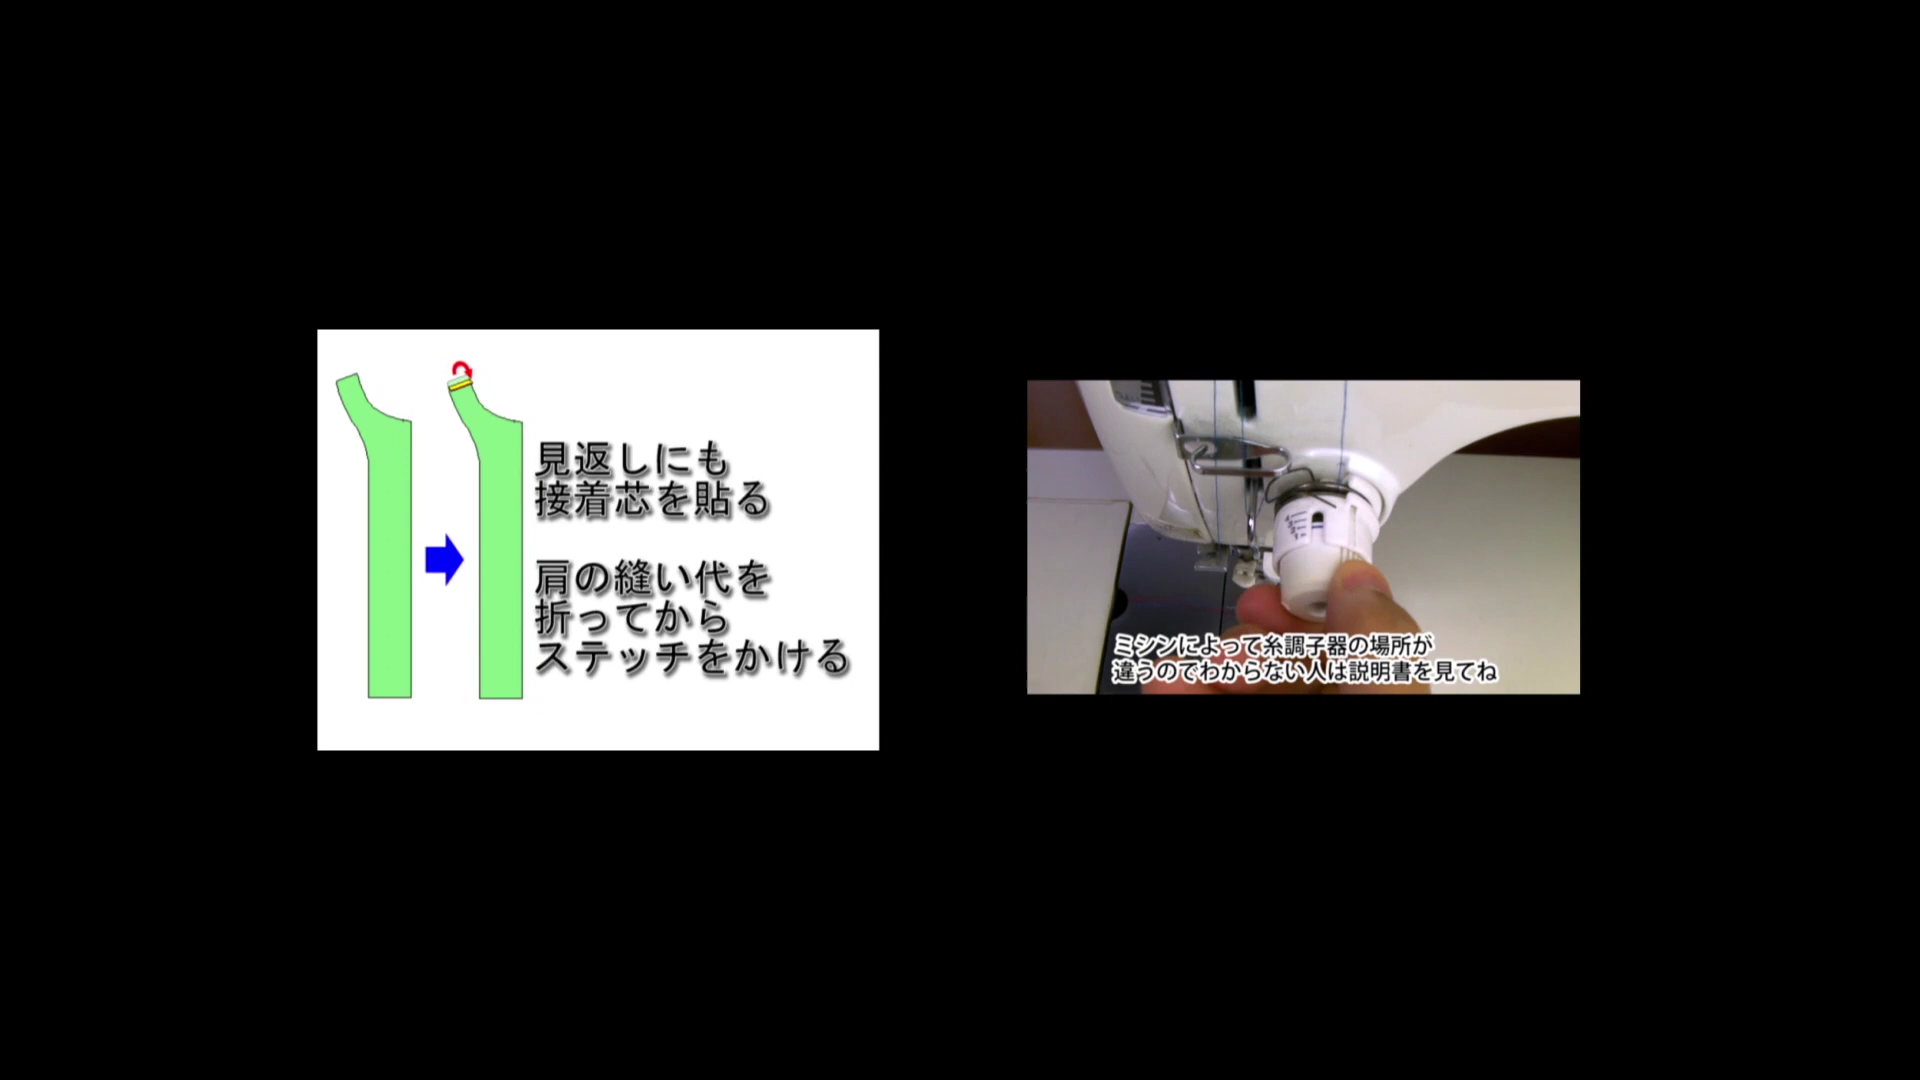 見返しにも
接着芯を貼る
肩の縫い代を
折ってから
ステッチをかける
ミシンによって糸調子器の場所が
違うのでわからない人は説明書を見てね